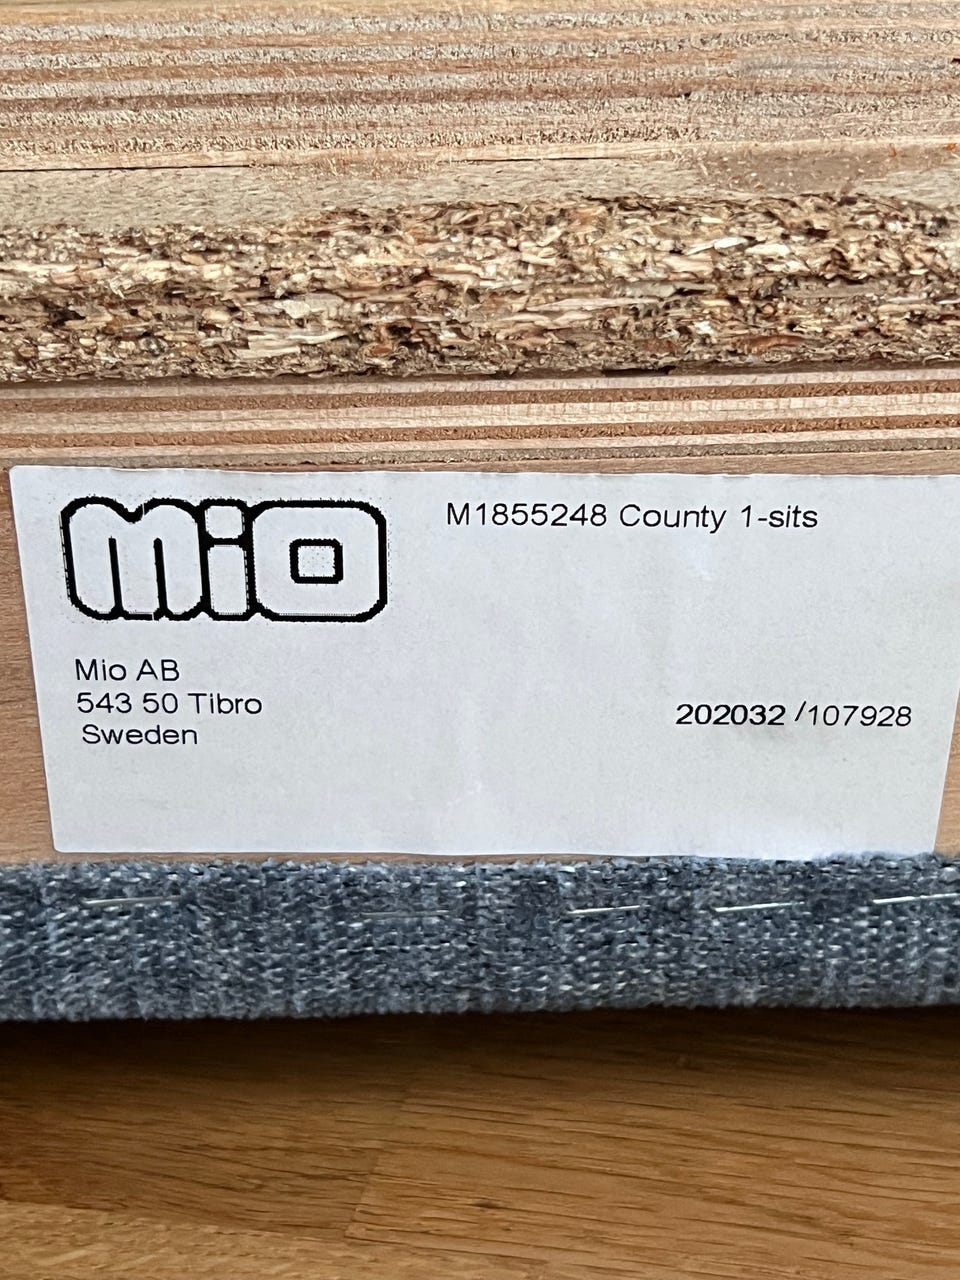 mio
M1855248 County 1-sits
Mio AB
543 50 Tibro
Sweden
202032 /107928